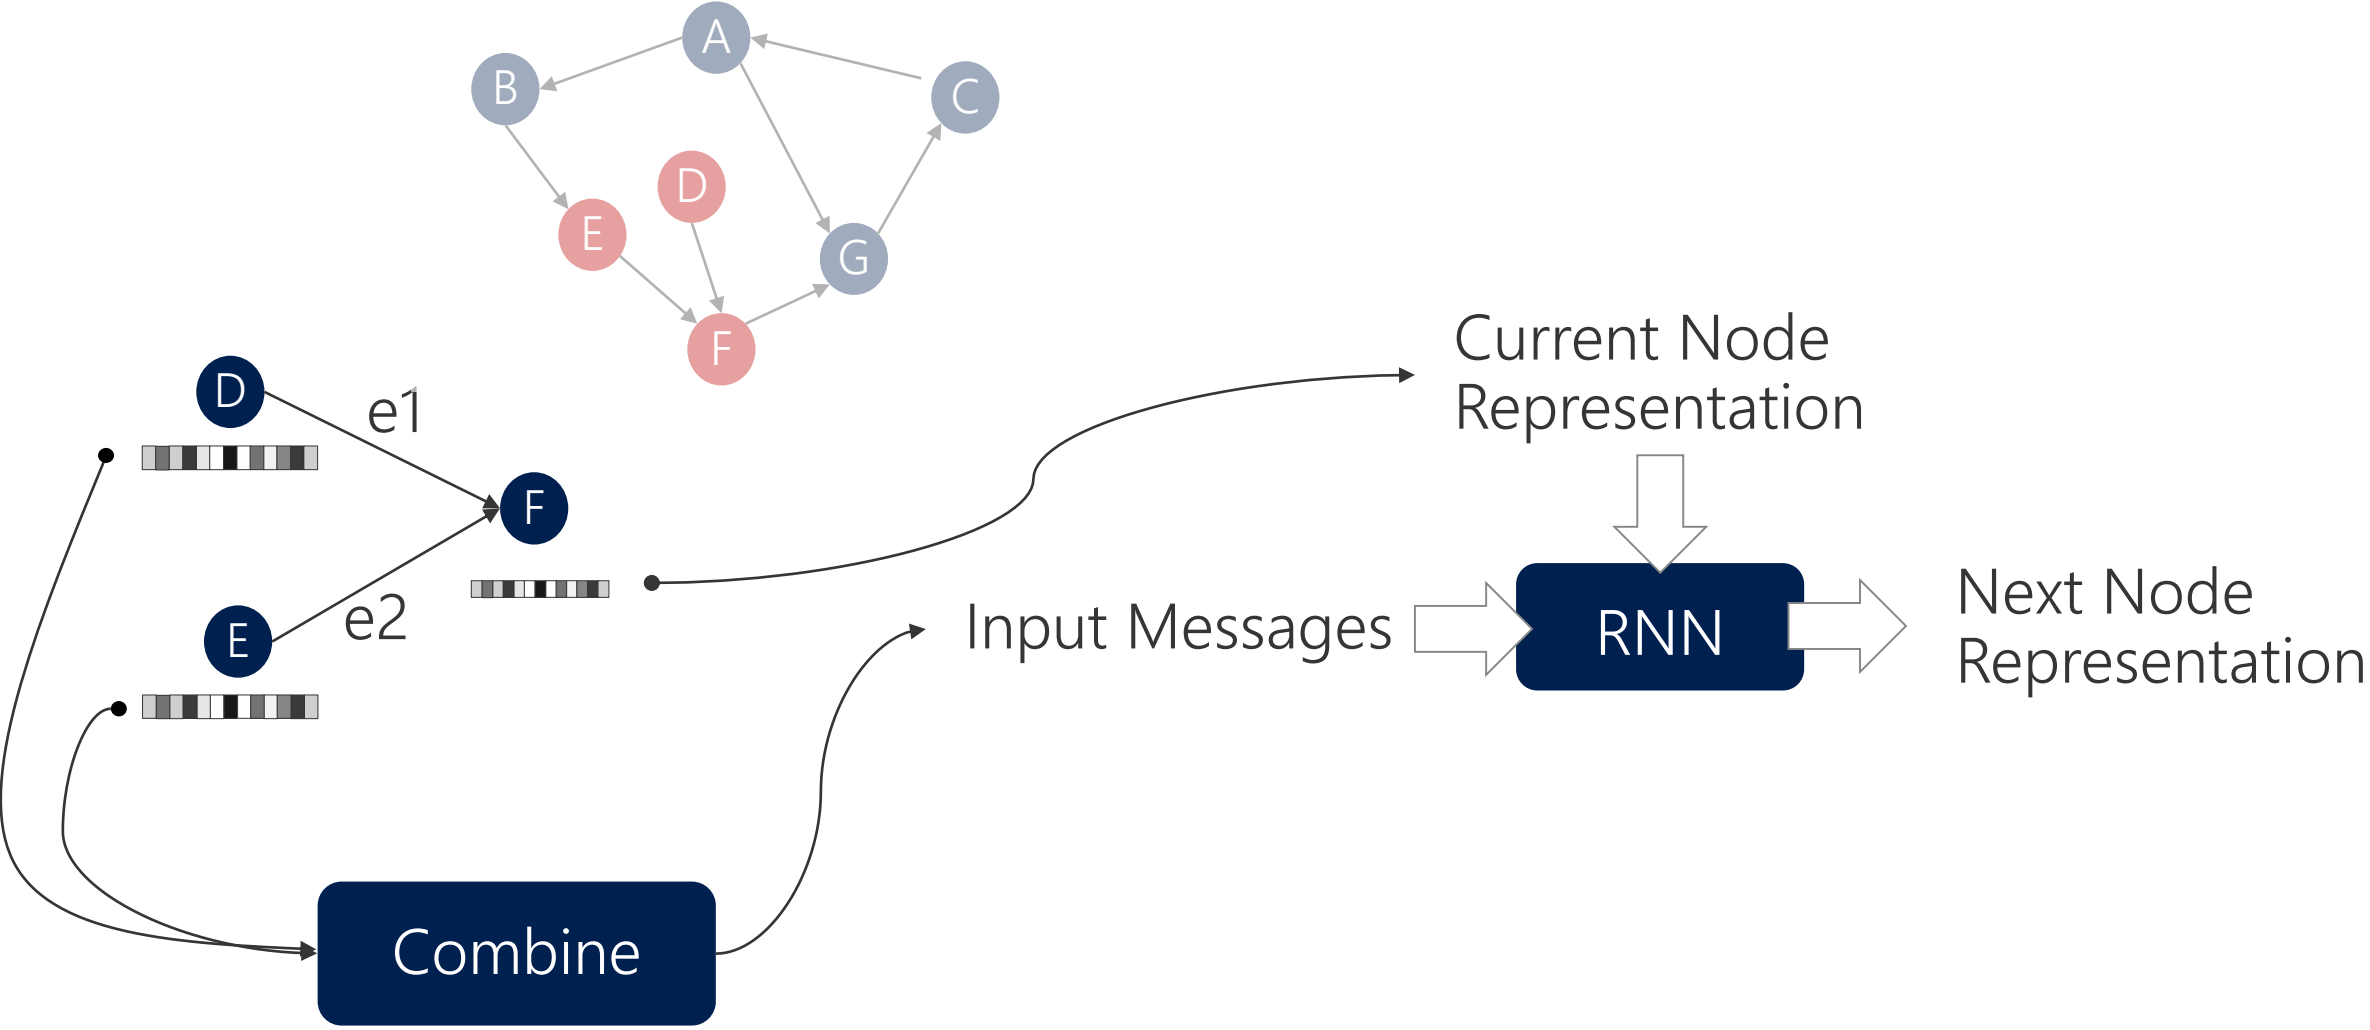 A
B
C
D
E
G
F
D
e1
F
E
e2
Current Node
Representation
Input Messages
RNN
Next Node
Representation
Combine